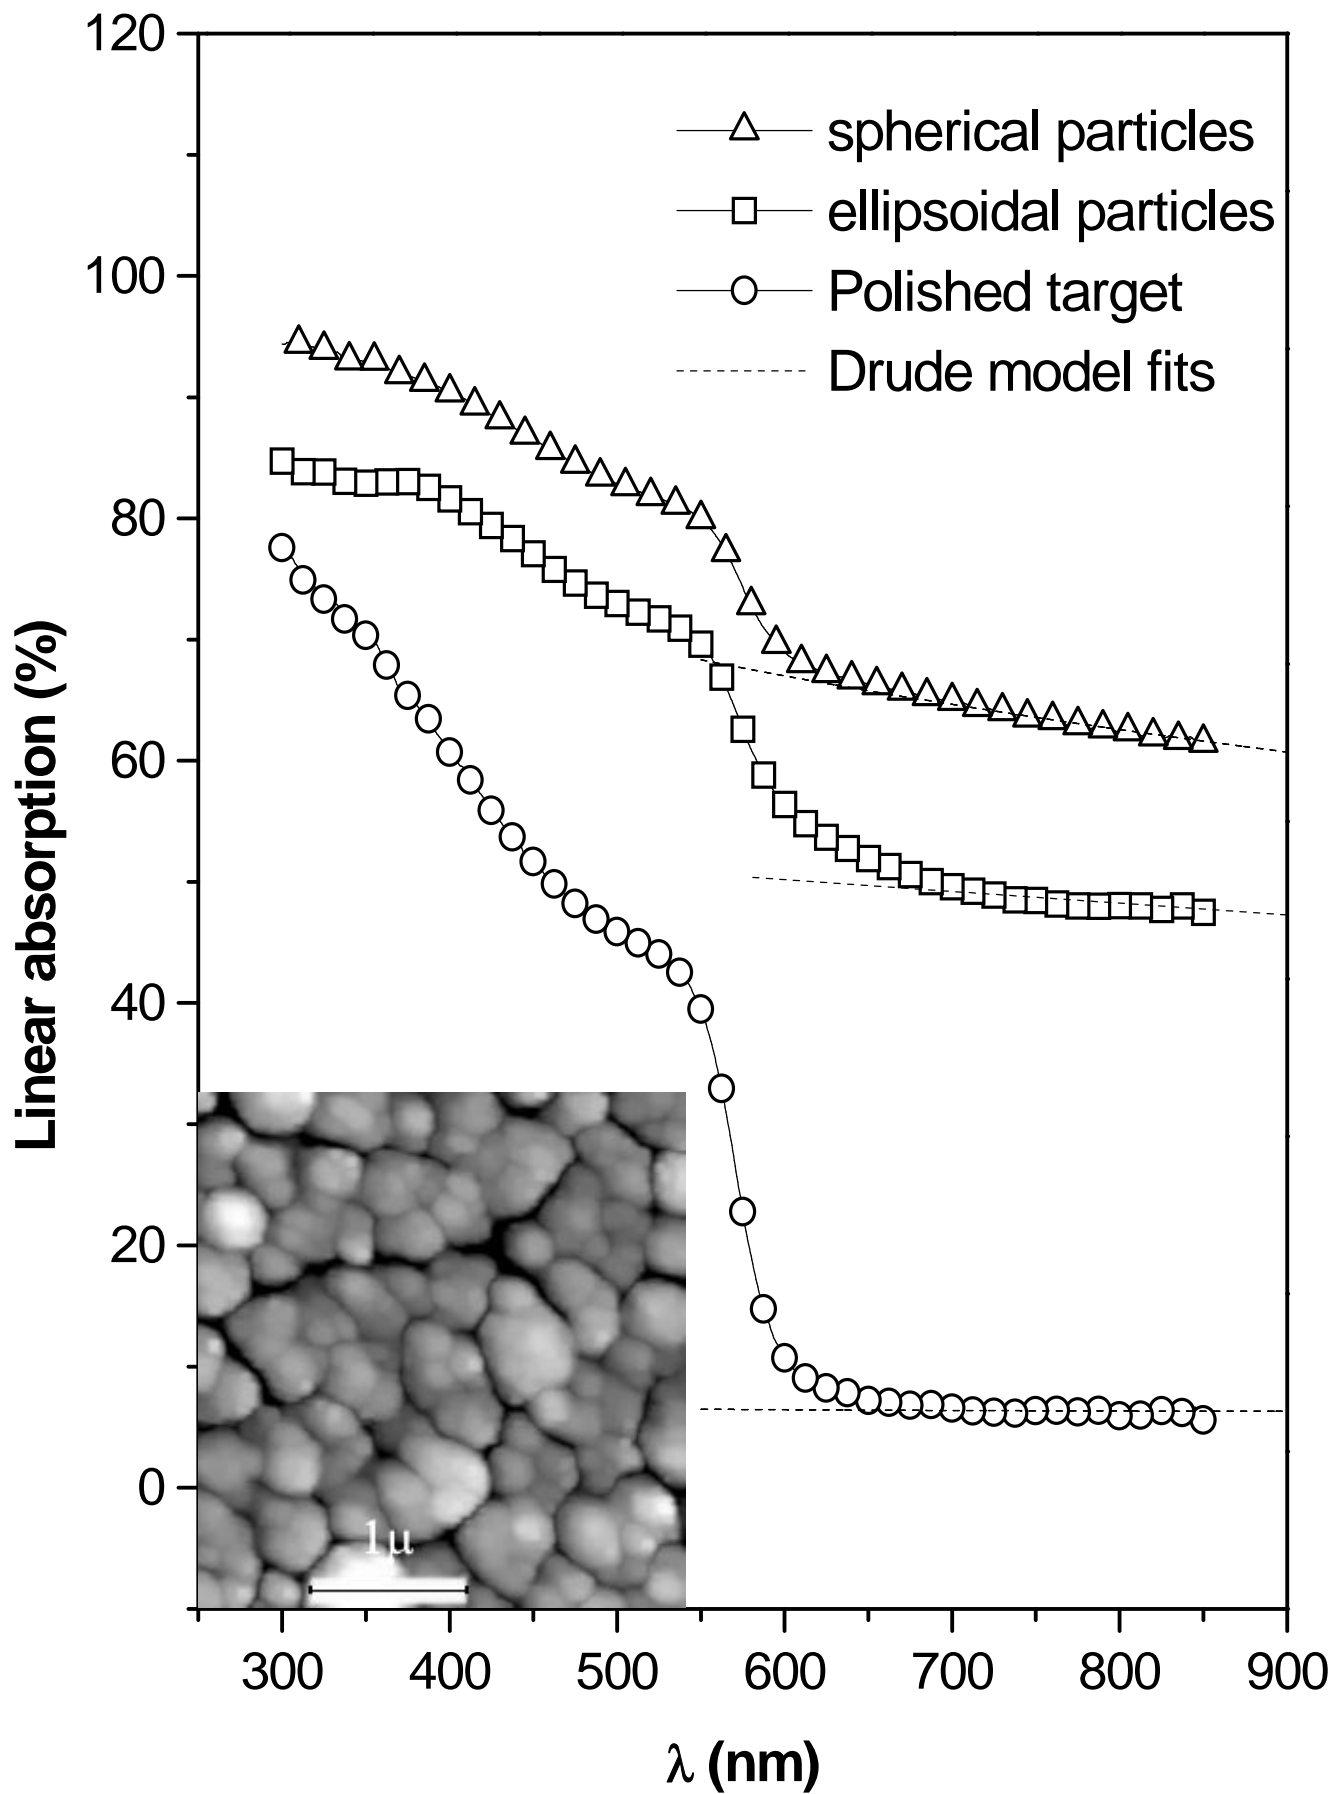 120
100
80
60
40
20
0
Linear absorption (%)
spherical particles
ellipsoidal particles
Polished target
Drude model fits
1μ
300 400 500 600 700 800 900
λ (nm)